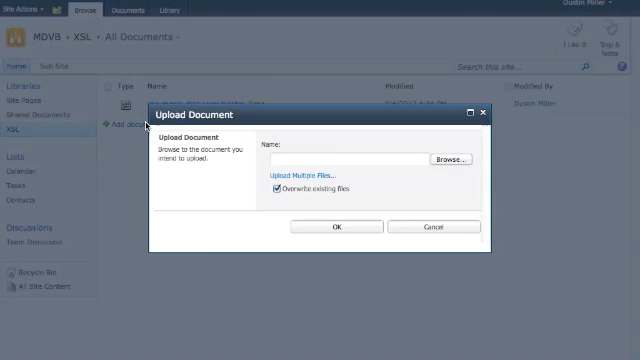 Dustin Miller
Site Actions
Browse
Documents
Library
MDVB
XSL
All Documents
I Like It
Tags & Notes
Home
Sub Site
Search this site...
Libraries
Type
Name
Modified
Modified By
Site Pages
Dustin Miller
Shared Documents
XSL
Add docu
Upload Document
Upload Document
Browse to the document you
intend to upload.
Name:
Browse...
Upload Multiple Files...
Overwrite existing files
OK
Cancel
Lists
Calendar
Tasks
Contacts
Discussions
Team Discussion
Recycle Bin
All Site Content